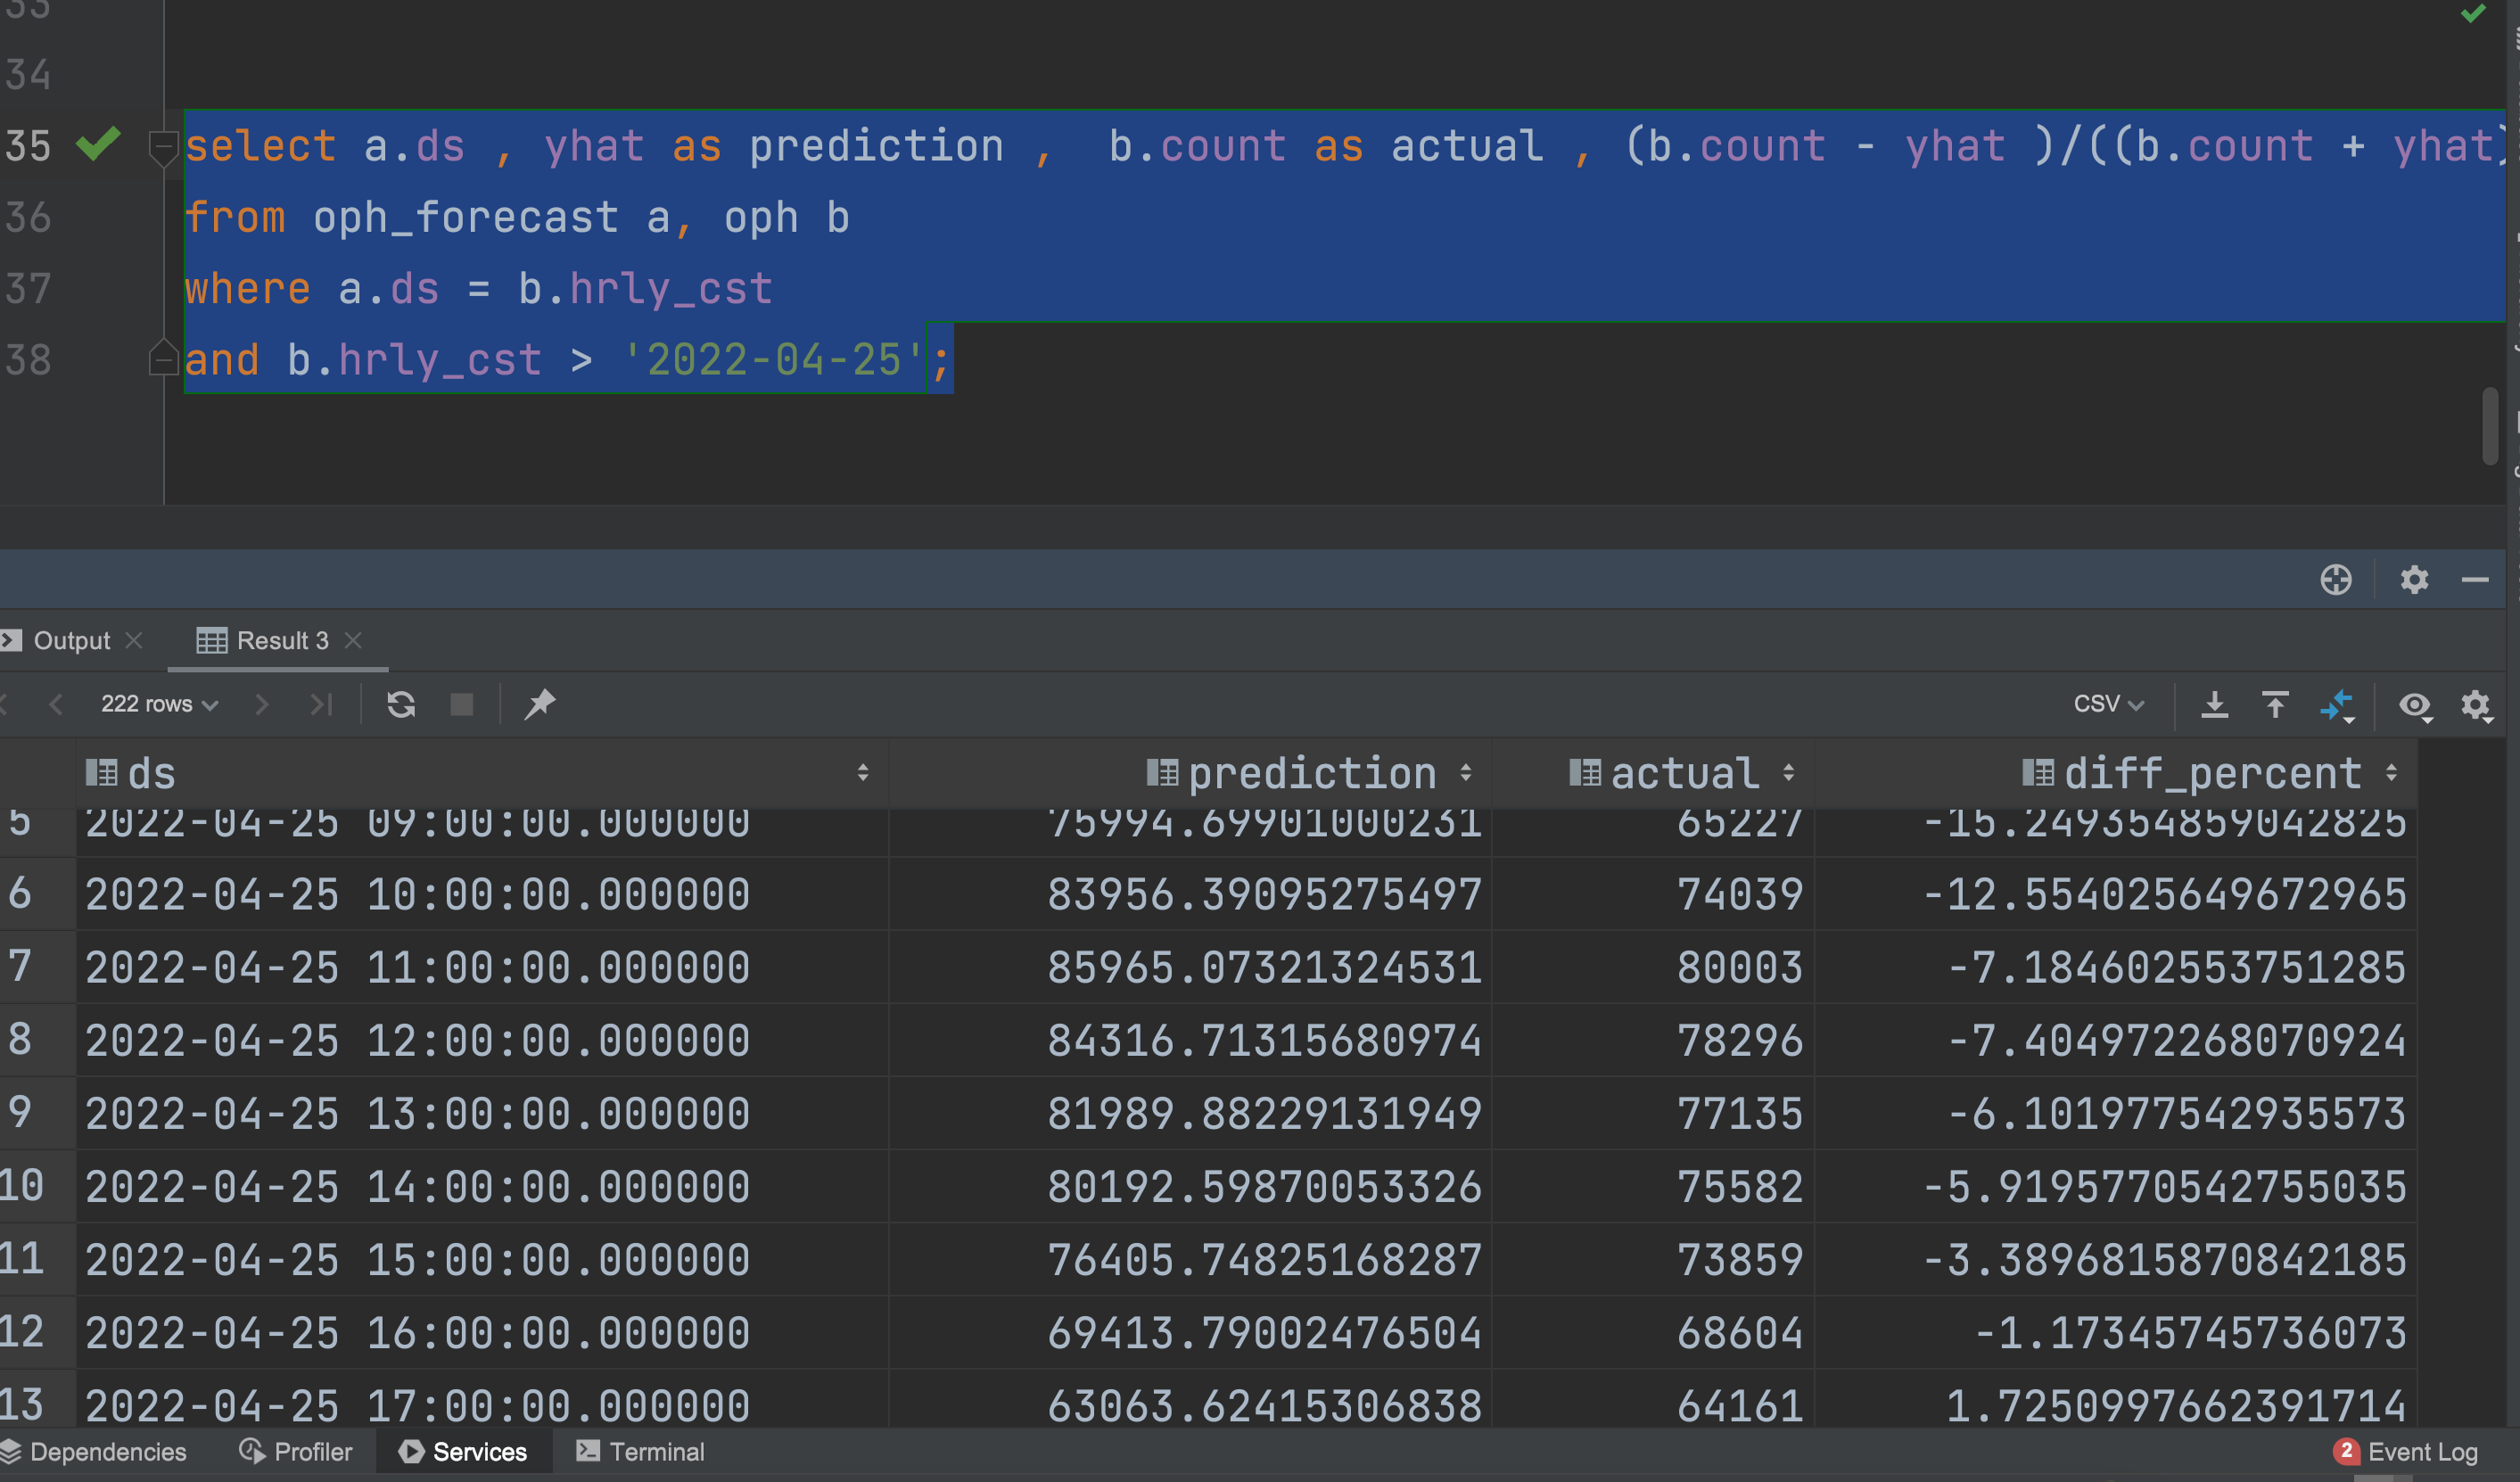 33
34
35 select a.ds , yhat as prediction , b.count as actual , (b.count - yhat )/((b.count + yhat)
36 from oph_forecast a, oph b
37 where a.ds = b.hrly_cst
38 and b.hrly_cst > '2022-04-25';
Output Result 3
222 rows CSV
ds prediction actual diff_percent
5 2022-04-25 09:00:00.000000 75994.69901000231 65227 -15.249354859042825
6 2022-04-25 10:00:00.000000 83956.39095275497 74039 -12.554025649672965
7 2022-04-25 11:00:00.000000 85965.07321324531 80003 -7.184602553751285
8 2022-04-25 12:00:00.000000 84316.71315680974 78296 -7.404972268070924
9 2022-04-25 13:00:00.000000 81989.88229131949 77135 -6.101977542935573
10 2022-04-25 14:00:00.000000 80192.59870053326 75582 -5.919577054275503​5
11 2022-04-25 15:00:00.000000 76405.74825168287 73859 -3.3896815870842185
12 2022-04-25 16:00:00.000000 69413.79002476504 68604 -1.17345745736073
13 2022-04-25 17:00:00.000000 63063.62415306838 64161 1.7250997662391714
Dependencies Profiler Services Terminal 2 Event Log